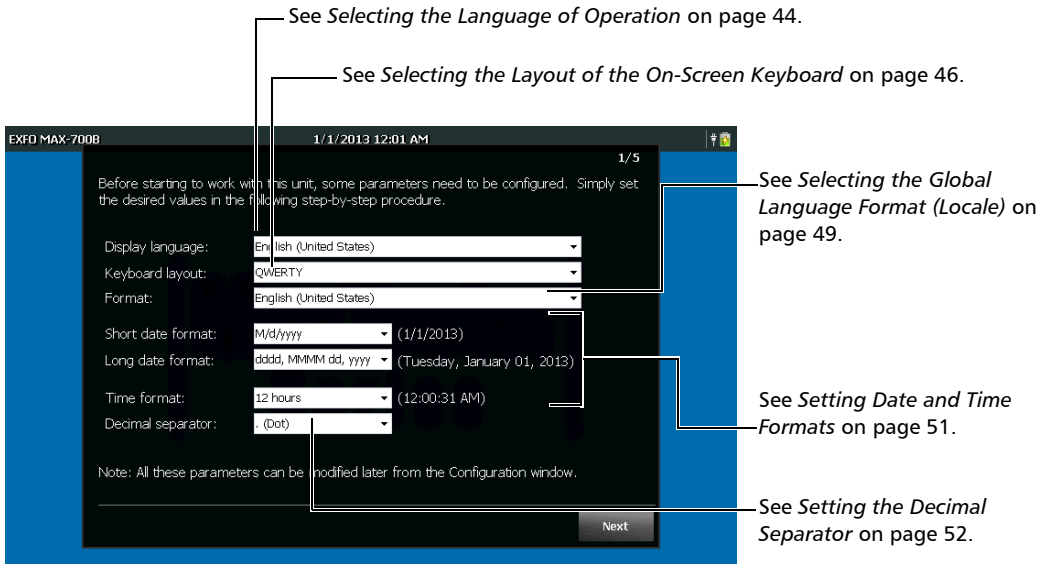 See Selecting the Language of Operation on page 44.
See Selecting the Layout of the On-Screen Keyboard on page 46.
EXFO MAX-700B 1/1/2013 12:01 AM
1/5
Before starting to work with this unit, some parameters need to be configured. Simply set
the desired values in the following step-by-step procedure.
See Selecting the Global
Language Format (Locale) on
page 49.
Display language: English (United States)
Keyboard layout: QWERTY
Format: English (United States)
Short date format: M/d/yyyy (1/1/2013)
Long date format: dddd, MMMM dd, yyyy (Tuesday, January 01, 2013)
Time format: 12 hours (12:00:31 AM)
Decimal separator: . (Dot)
See Setting Date and Time
Formats on page 51.
Note: All these parameters can be modified later from the Configuration window.
See Setting the Decimal
Separator on page 52.
Next